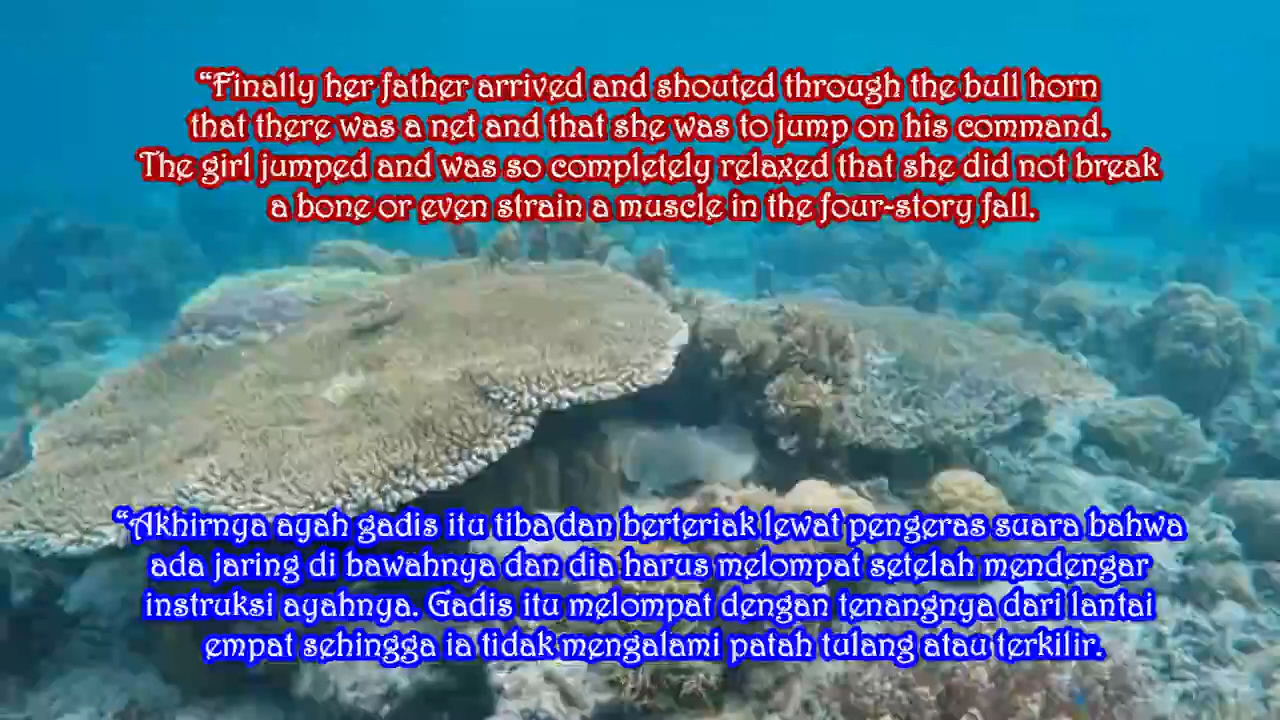 “Finally her father arrived and shouted through the bull horn
that there was a net and that she was to jump on his command.
The girl jumped and was so completely relaxed that she did not break
a bone or even strain a muscle in the four-story fall.
“Akhirnya ayah gadis itu tiba dan berteriak lewat pengeras suara bahwa
ada jaring di bawahnya dan dia harus melompat setelah mendengar
instruksi ayahnya. Gadis itu melompat dengan tenangnya dari lantai
empat sehingga ia tidak mengalami patah tulang atau terkilir.